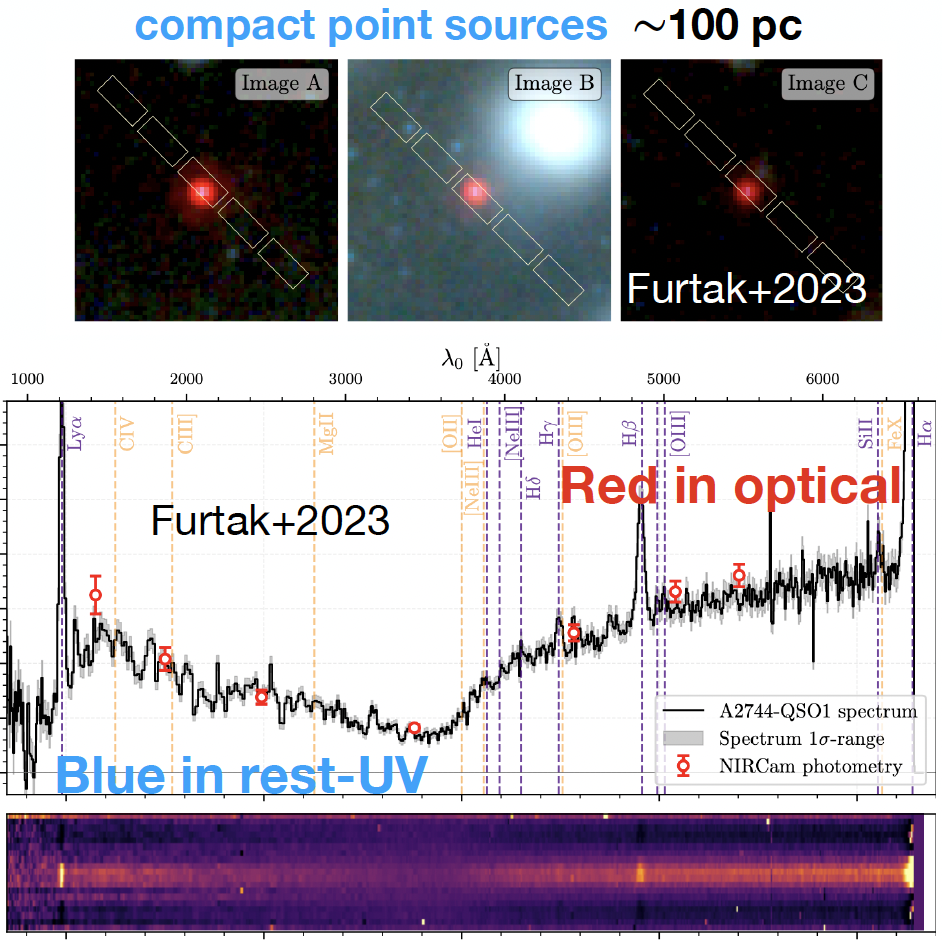 compact point sources ~100 pc
Image A
Image B
Image C
Furtak+2023
λ₀ [Å]
1000 2000 3000 4000 5000 6000
Lyα
CIV
CIII]
MgII
[OII]
[NeIII]
HeI
[NeIII]
Hδ
Hγ
[OIII]
Hβ
[OIII]
SiII
FeX
Hα
Red in optical
Furtak+2023
A2744-QSO1 spectrum
Spectrum 1σ-range
NIRCam photometry
Blue in rest-UV